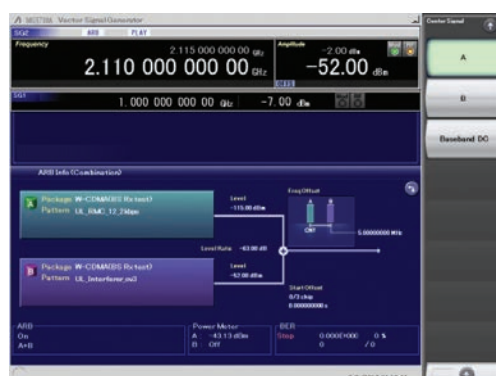 Vector Signal Generator
SG2 ARB PLAY
Frequency
2.115 000 000 00 GHz
2.110 000 000 00 GHz
Amplitude
-2.00 dBm
-52.00 dBm
SG1
1.000 000 000 00 GHz
-7.00 dBm
ARB Info (Combination)
A
Package W-CDMA(BS Rx test)
Pattern UL_RMC_12_2kbps
Level
-115.00 dBm
Level Ratio -63.00 dB
B
Package W-CDMA(BS Rx test)
Pattern UL_Interferer_ov3
Level
-52.00 dBm
Freq Offset
5.00000000 MHz
Start Offset
0/3 chip
0.000000000 s
ARB
On
A+B
Power Meter
A : -43.13 dBm
B : Off
BER
Stop
0.000E+000 0 %
0 / 0
Center Signal
A
B
Baseband DC